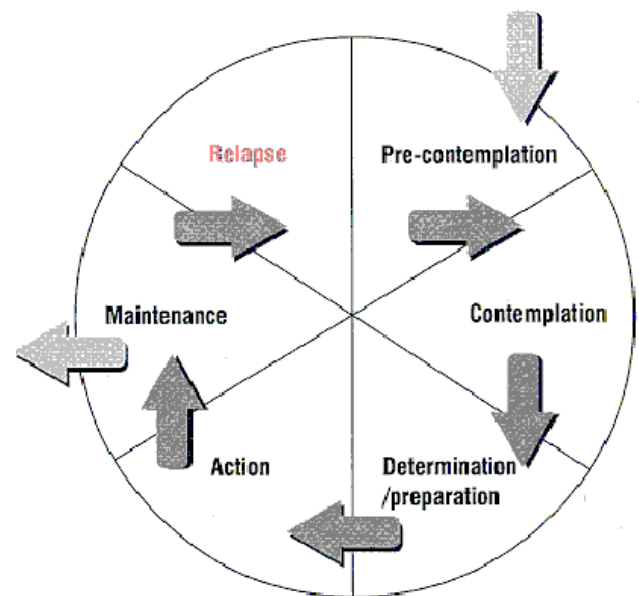 Relapse
Pre-contemplation
Maintenance
Contemplation
Action
Determination
/preparation